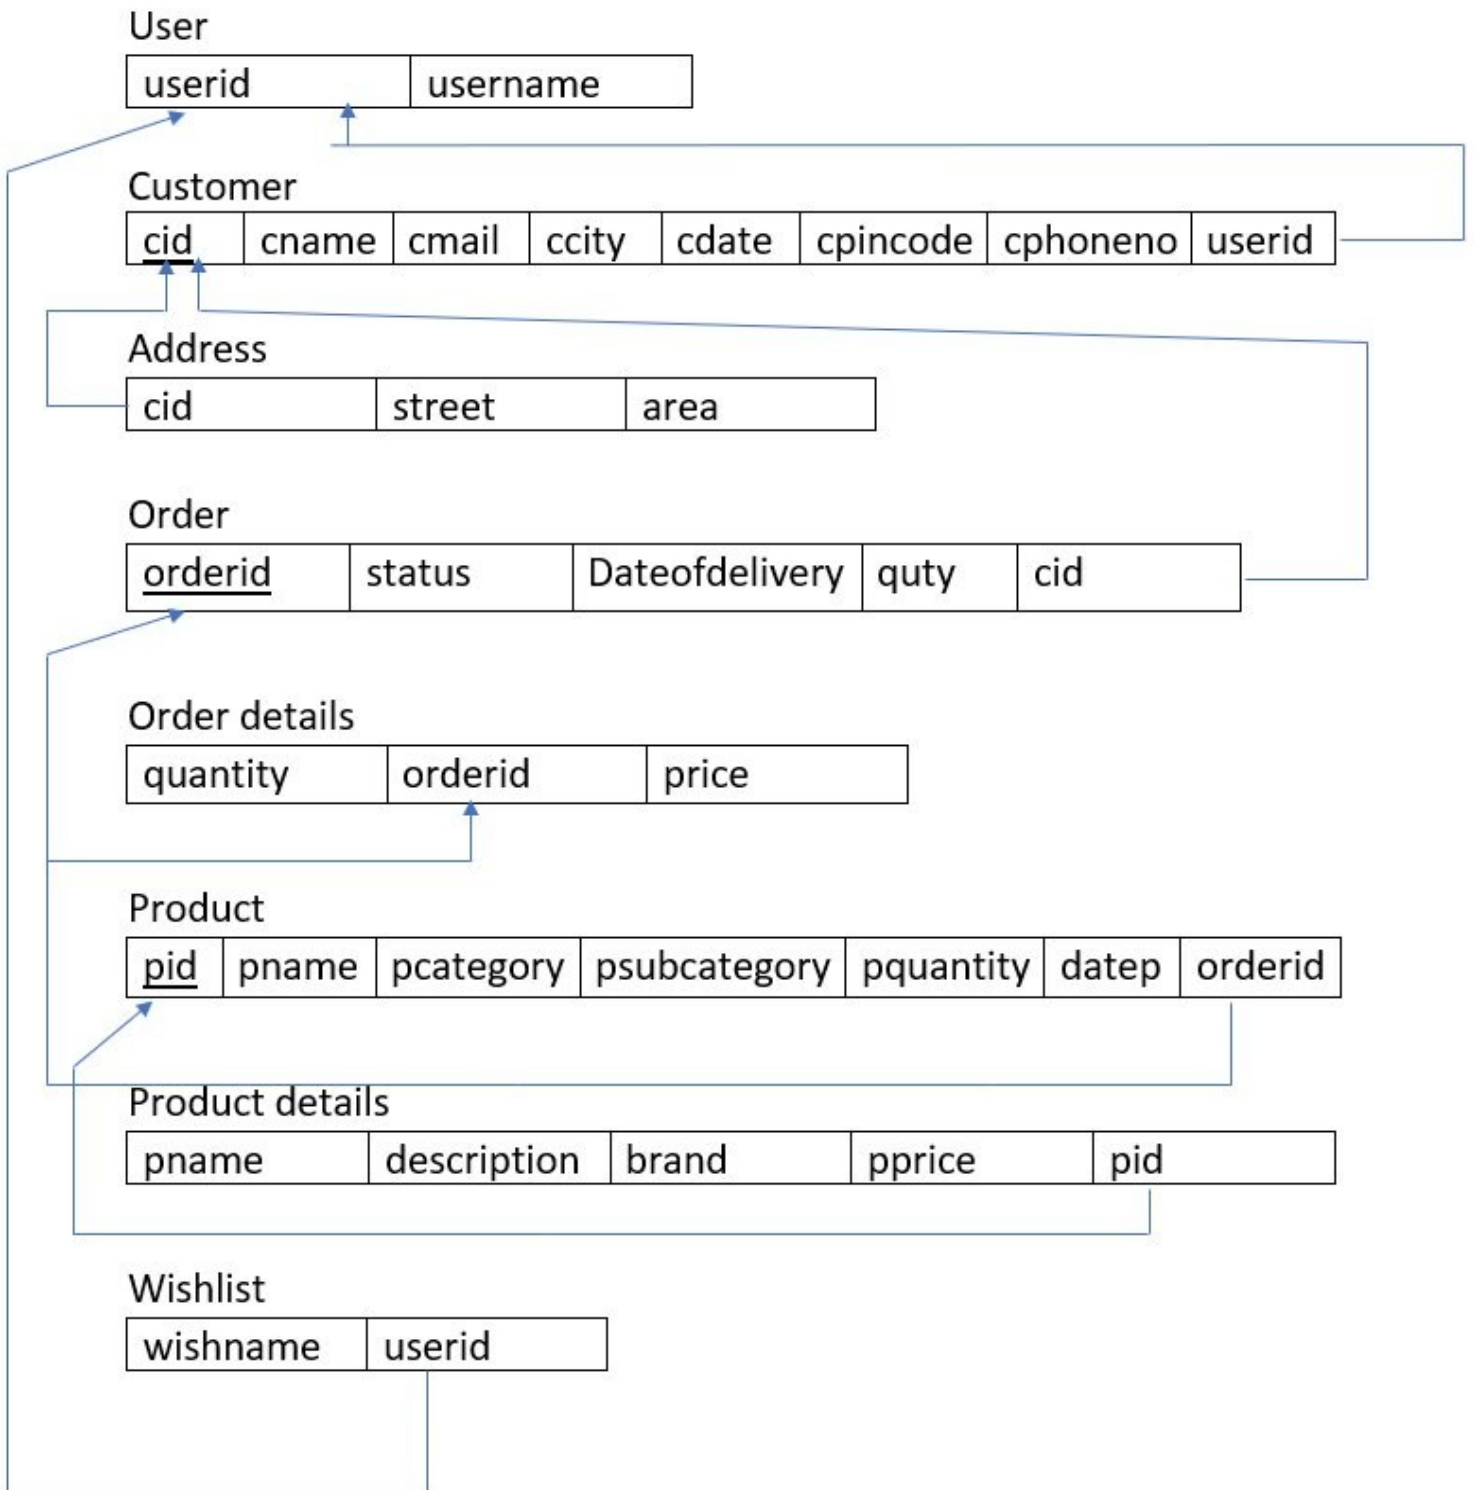 User
userid username
Customer
cid cname cmail ccity cdate cpincode cphoneno userid
Address
cid street area
Order
orderid status Dateofdelivery quty cid
Order details
quantity orderid price
Product
pid pname pcategory psubcategory pquantity datep orderid
Product details
pname description brand pprice pid
Wishlist
wishname userid